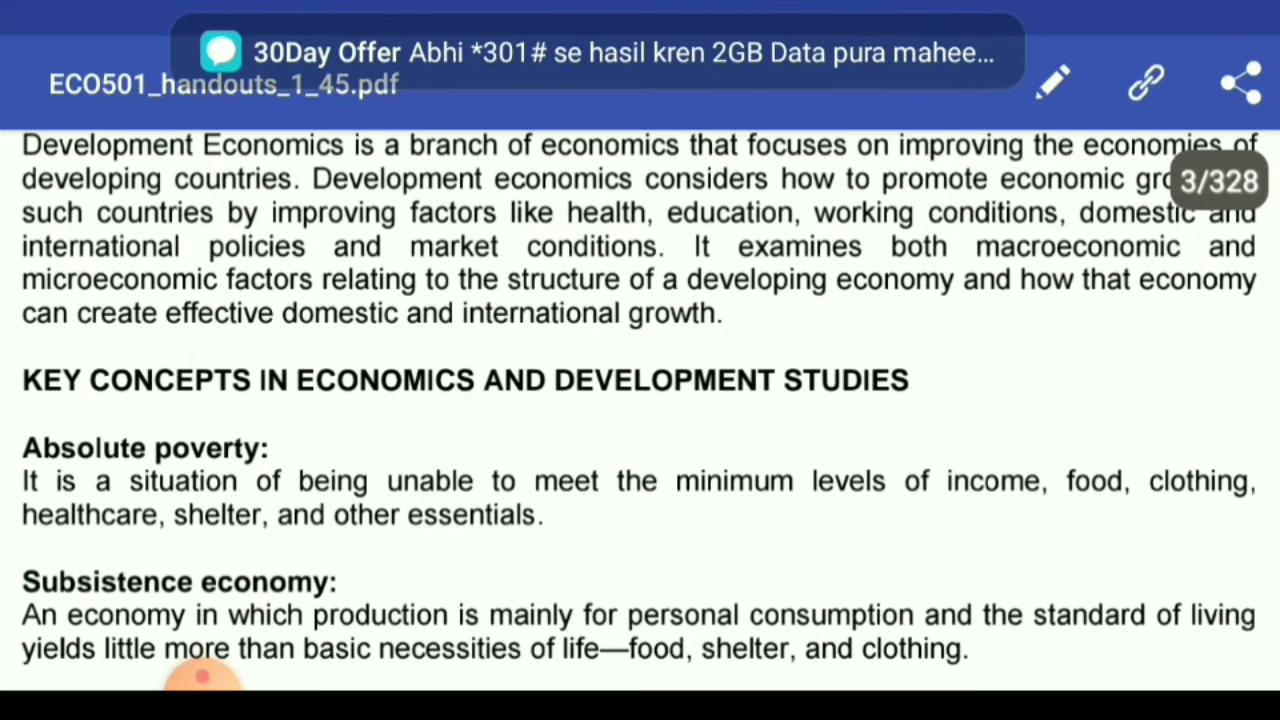 30Day Offer Abhi *301# se hasil kren 2GB Data pura mahee...
ECO501_handouts_1_45.pdf
Development Economics is a branch of economics that focuses on improving the economies of
developing countries. Development economics considers how to promote economic
3/328
such countries by improving factors like health, education, working conditions, domestic and
international policies and market conditions. It examines both macroeconomic and
microeconomic factors relating to the structure of a developing economy and how that economy
can create effective domestic and international growth.
KEY CONCEPTS IN ECONOMICS AND DEVELOPMENT STUDIES
Absolute poverty:
It is a situation of being unable to meet the minimum levels of income, food, clothing,
healthcare, shelter, and other essentials.
Subsistence economy:
An economy in which production is mainly for personal consumption and the standard of living
yields little more than basic necessities of life—food, shelter, and clothing.